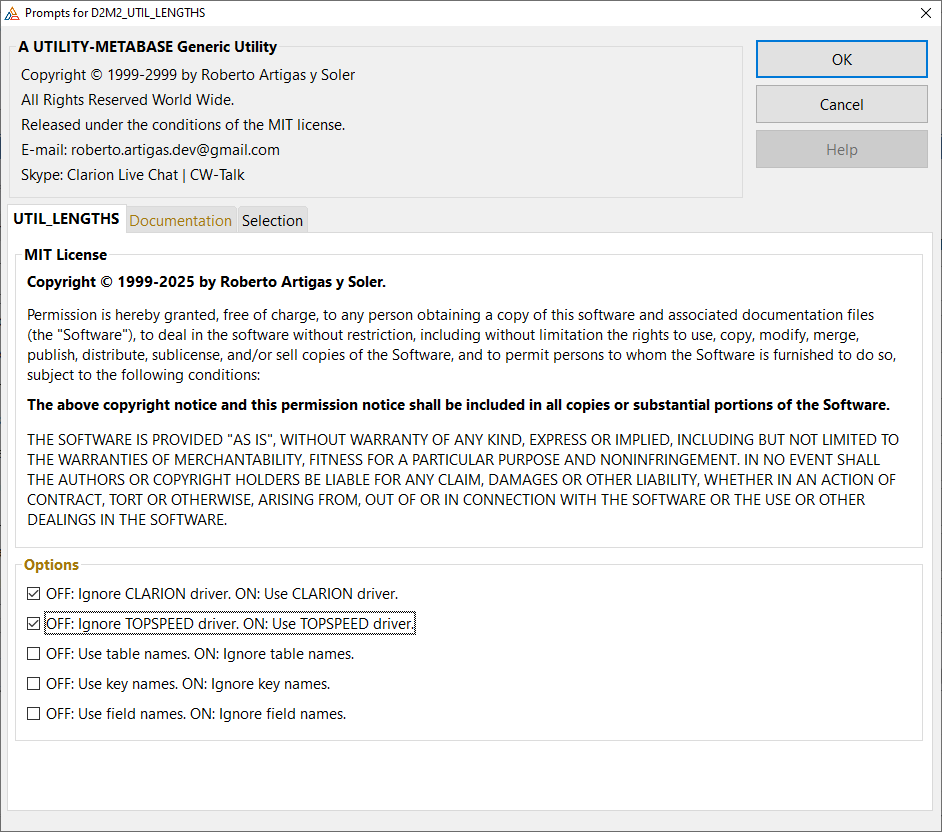 Prompts for D2M2_UTIL_LENGTHS
A UTILITY-METABASE Generic Utility
Copyright © 1999-2999 by Roberto Artigas y Soler
All Rights Reserved World Wide.
Released under the conditions of the MIT license.
E-mail: roberto.artigas.dev@gmail.com
Skype: Clarion Live Chat | CW-Talk
OK
Cancel
Help
UTIL_LENGTHS Documentation Selection
MIT License
Copyright © 1999-2025 by Roberto Artigas y Soler.
Permission is hereby granted, free of charge, to any person obtaining a copy of this software and associated documentation files
(the "Software"), to deal in the software without restriction, including without limitation the rights to use, copy, modify, merge,
publish, distribute, sublicense, and/or sell copies of the Software, and to permit persons to whom the Software is furnished to do so,
subject to the following conditions:
The above copyright notice and this permission notice shall be included in all copies or substantial portions of the Software.
THE SOFTWARE IS PROVIDED "AS IS", WITHOUT WARRANTY OF ANY KIND, EXPRESS OR IMPLIED, INCLUDING BUT NOT LIMITED TO
THE WARRANTIES OF MERCHANTABILITY, FITNESS FOR A PARTICULAR PURPOSE AND NONINFRINGEMENT. IN NO EVENT SHALL
THE AUTHORS OR COPYRIGHT HOLDERS BE LIABLE FOR ANY CLAIM, DAMAGES OR OTHER LIABILITY, WHETHER IN AN ACTION OF
CONTRACT, TORT OR OTHERWISE, ARISING FROM, OUT OF OR IN CONNECTION WITH THE SOFTWARE OR THE USE OR OTHER
DEALINGS IN THE SOFTWARE.
Options
OFF: Ignore CLARION driver. ON: Use CLARION driver.
OFF: Ignore TOPSPEED driver. ON: Use TOPSPEED driver.
OFF: Use table names. ON: Ignore table names.
OFF: Use key names. ON: Ignore key names.
OFF: Use field names. ON: Ignore field names.